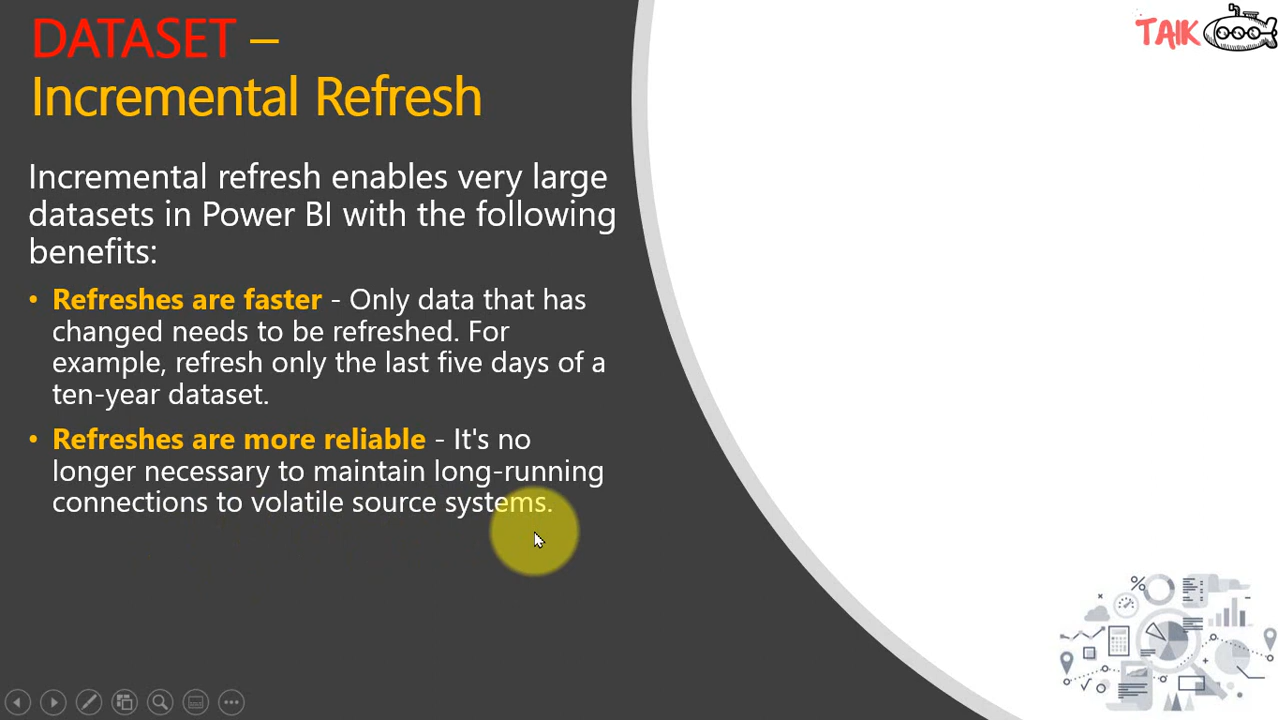 DATASET –
Incremental Refresh
TAIK
Incremental refresh enables very large
datasets in Power BI with the following
benefits:
• Refreshes are faster - Only data that has
changed needs to be refreshed. For
example, refresh only the last five days of a
ten-year dataset.
• Refreshes are more reliable - It's no
longer necessary to maintain long-running
connections to volatile source systems.